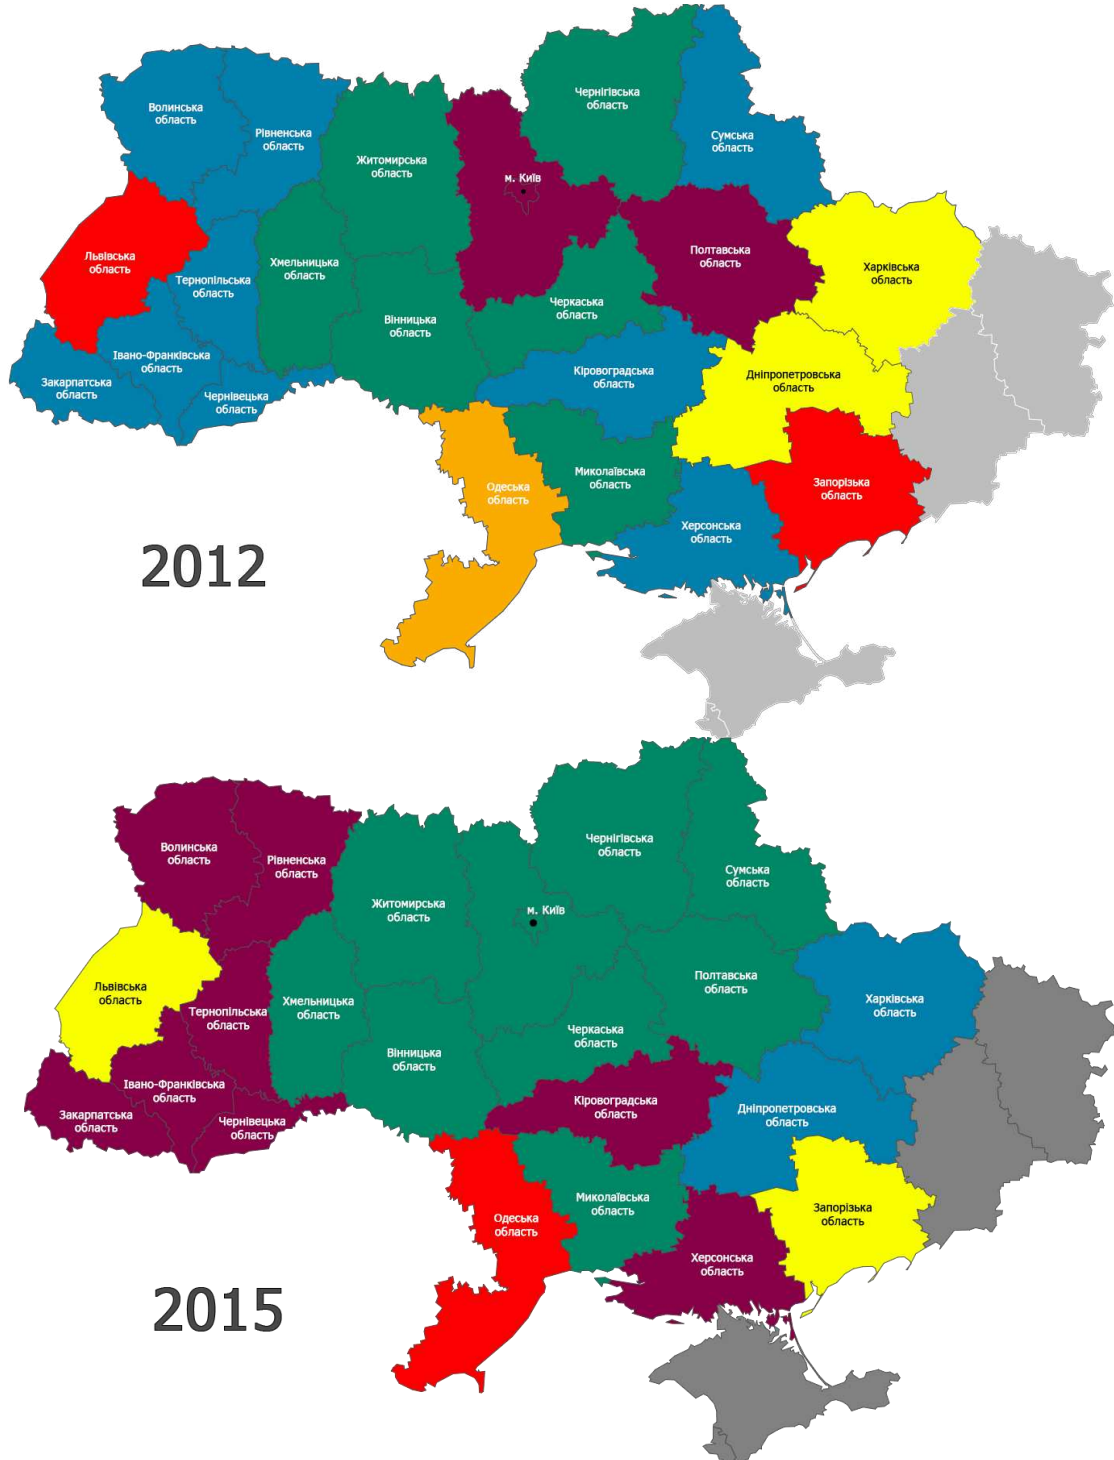 Чернігівська
область
Волинська
область
Рівненська
область
Сумська
область
Житомирська
область
м. Київ
Львівська
область
Полтавська
область
Хмельницька
область
Харківська
область
Тернопільська
область
Черкаська
область
Вінницька
область
Івано-Франківська
область
Закарпатська
область
Чернівецька
область
Кіровоградська
область
Дніпропетровська
область
Миколаївська
область
Запорізька
область
Одеська
область
Херсонська
область
2012
Чернігівська
область
Волинська
область
Рівненська
область
Сумська
область
Житомирська
область
м. Київ
Львівська
область
Полтавська
область
Хмельницька
область
Харківська
область
Тернопільська
область
Черкаська
область
Вінницька
область
Івано-Франківська
область
Закарпатська
область
Чернівецька
область
Кіровоградська
область
Дніпропетровська
область
Миколаївська
область
Запорізька
область
Одеська
область
Херсонська
область
2015